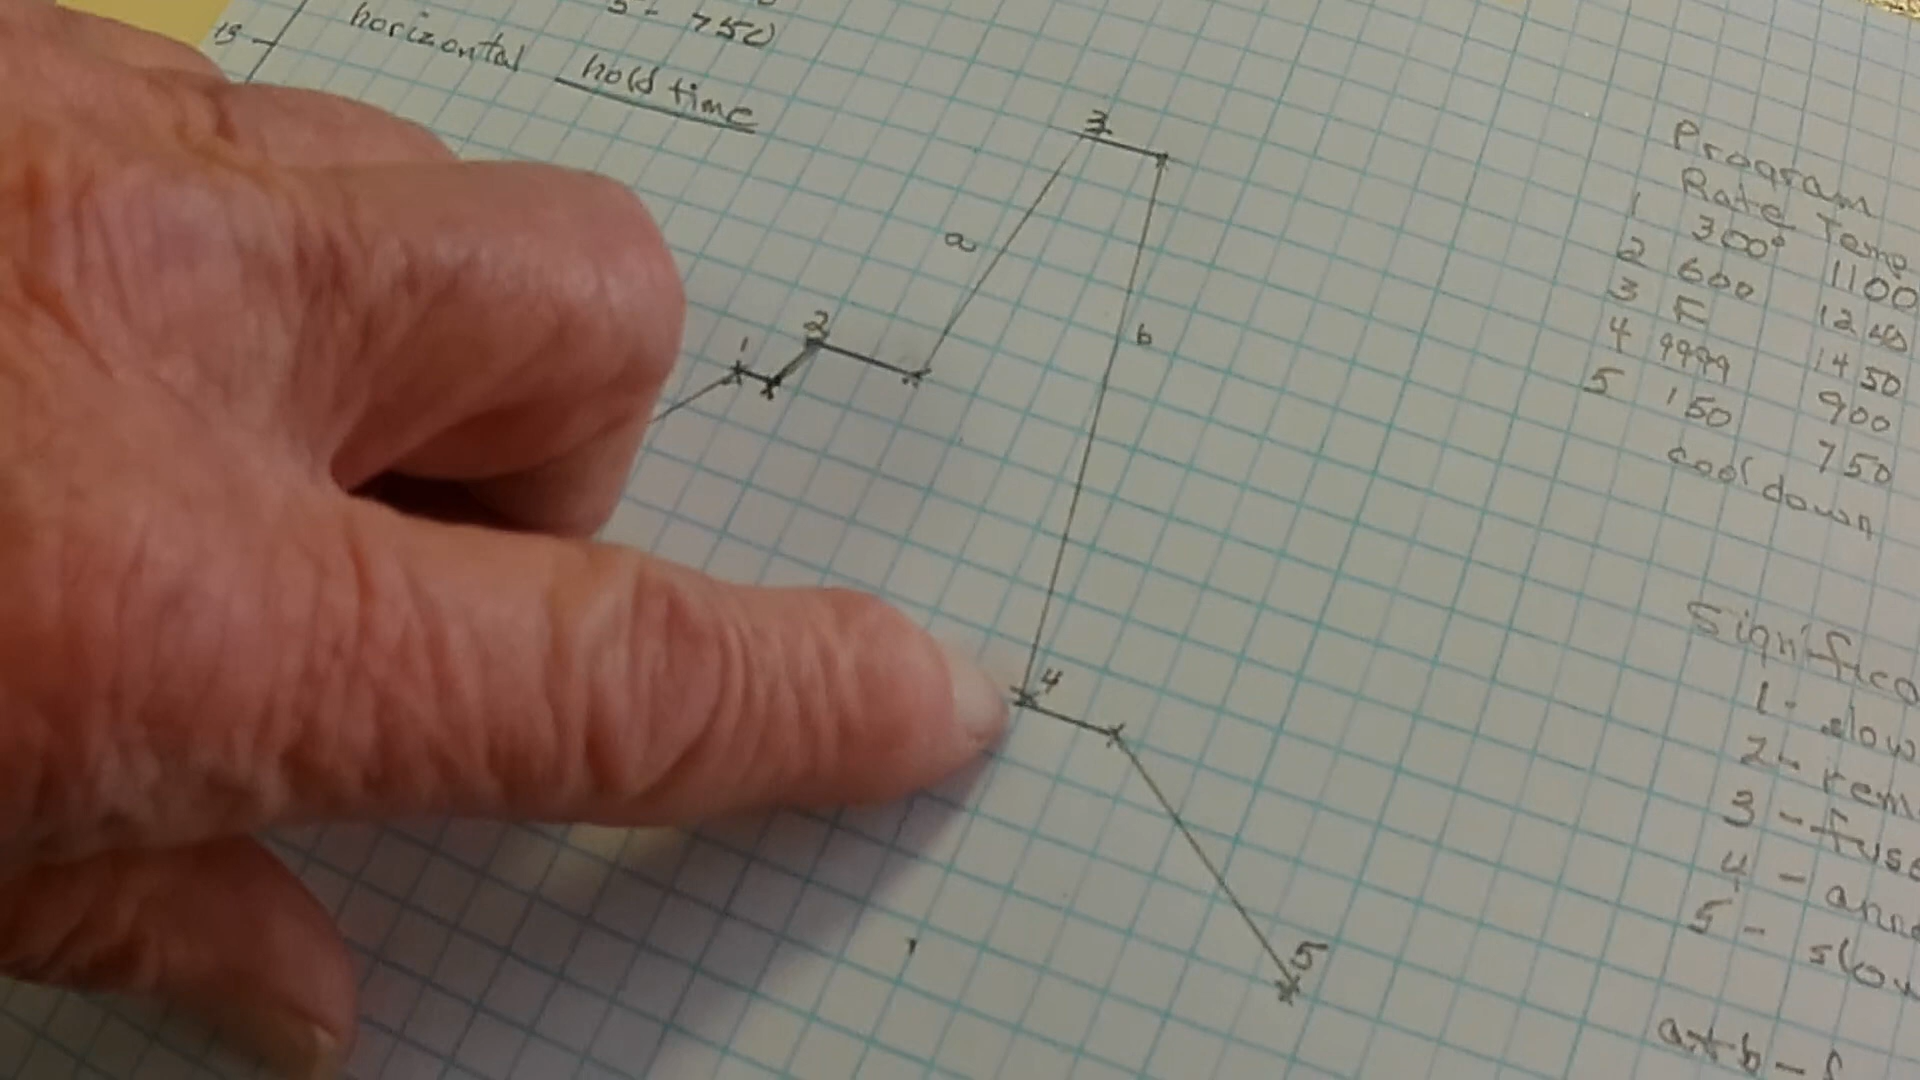 5- 750
15
horizontal hold time
3
a
b
1
2
4
5
Program
Rate Temp
1 300° 1100
2 600 1240
3 F 1450
4 9999 900
5 150 750
cool down
1- slow
2- rem
3 - fuse
4 - anne
5 - slow
a+b - f